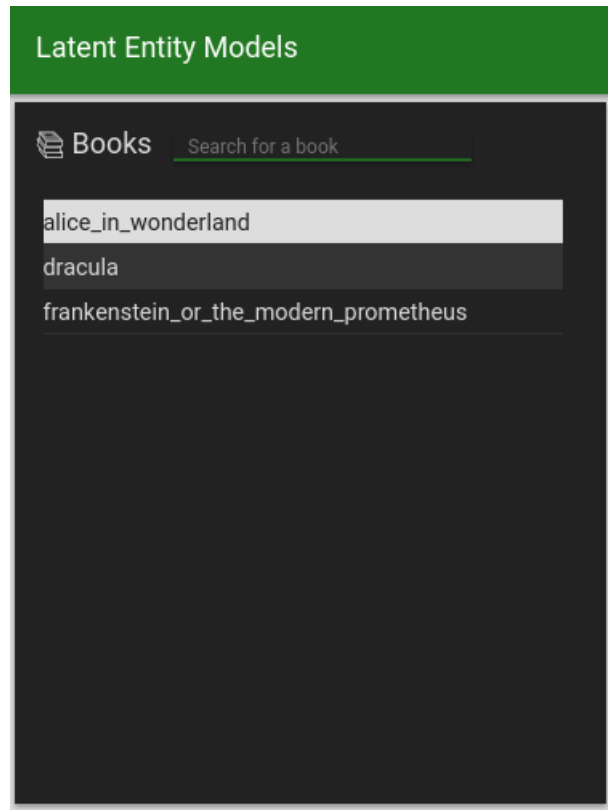 Latent Entity Models
Books
Search for a book
alice_in_wonderland
dracula
frankenstein_or_the_modern_prometheus